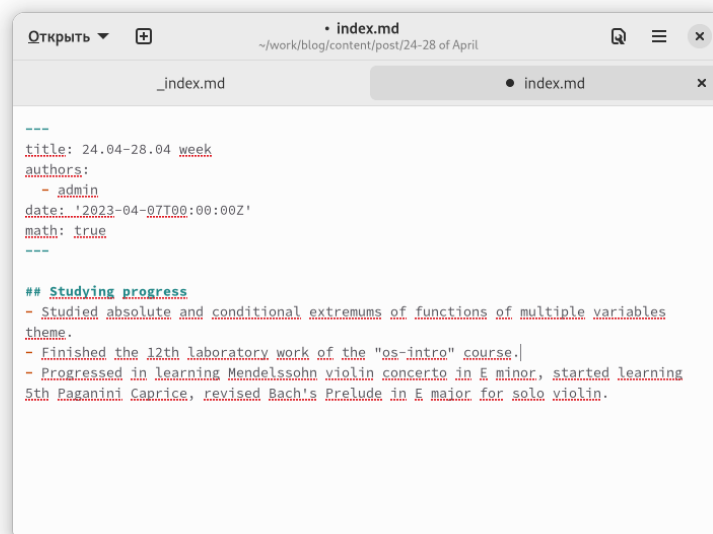 Открыть
• index.md
~/work/blog/content/post/24-28 of April
_index.md
● index.md
---
title: 24.04-28.04 week
authors:
  - admin
date: '2023-04-07T00:00:00Z'
math: true
---
## Studying progress
- Studied absolute and conditional extremums of functions of multiple variables
theme.
- Finished the 12th laboratory work of the "os-intro" course.
- Progressed in learning Mendelssohn violin concerto in E minor, started learning
5th Paganini Caprice, revised Bach's Prelude in E major for solo violin.